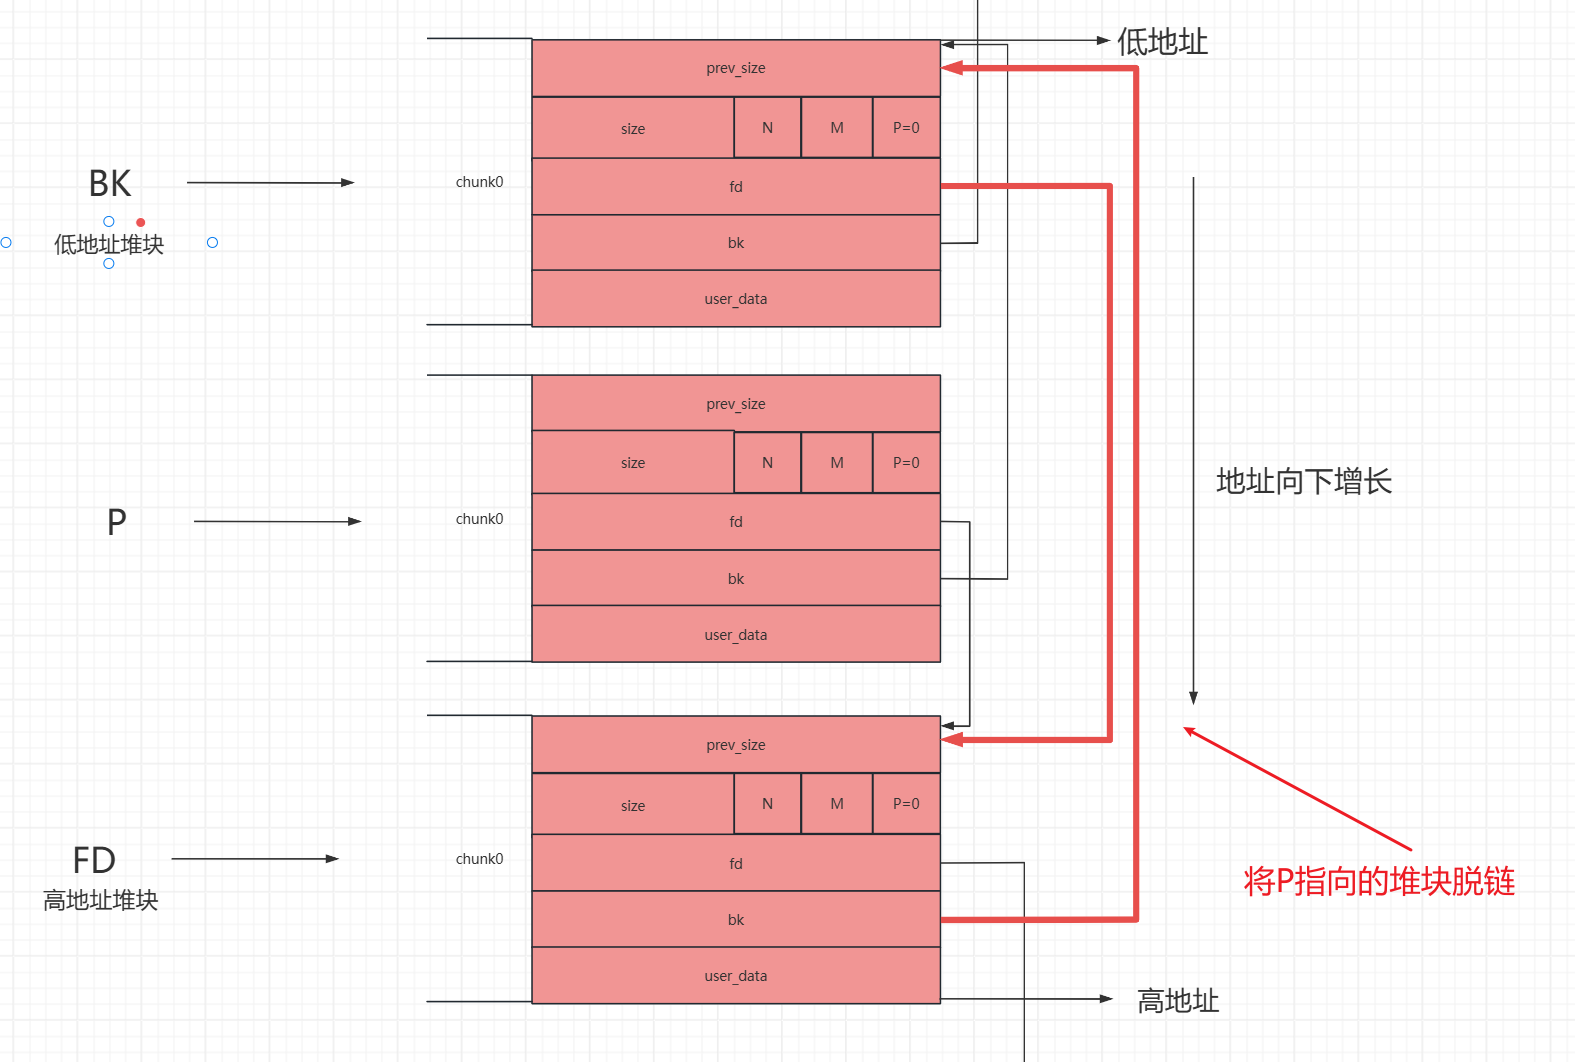 低地址
prev_size
size N M P=0
BK
chunk0
fd
低地址堆块
bk
user_data
prev_size
size N M P=0
地址向下增长
P
chunk0
fd
bk
user_data
prev_size
size N M P=0
FD
chunk0
fd
高地址堆块
将P指向的堆块脱链
bk
user_data
高地址